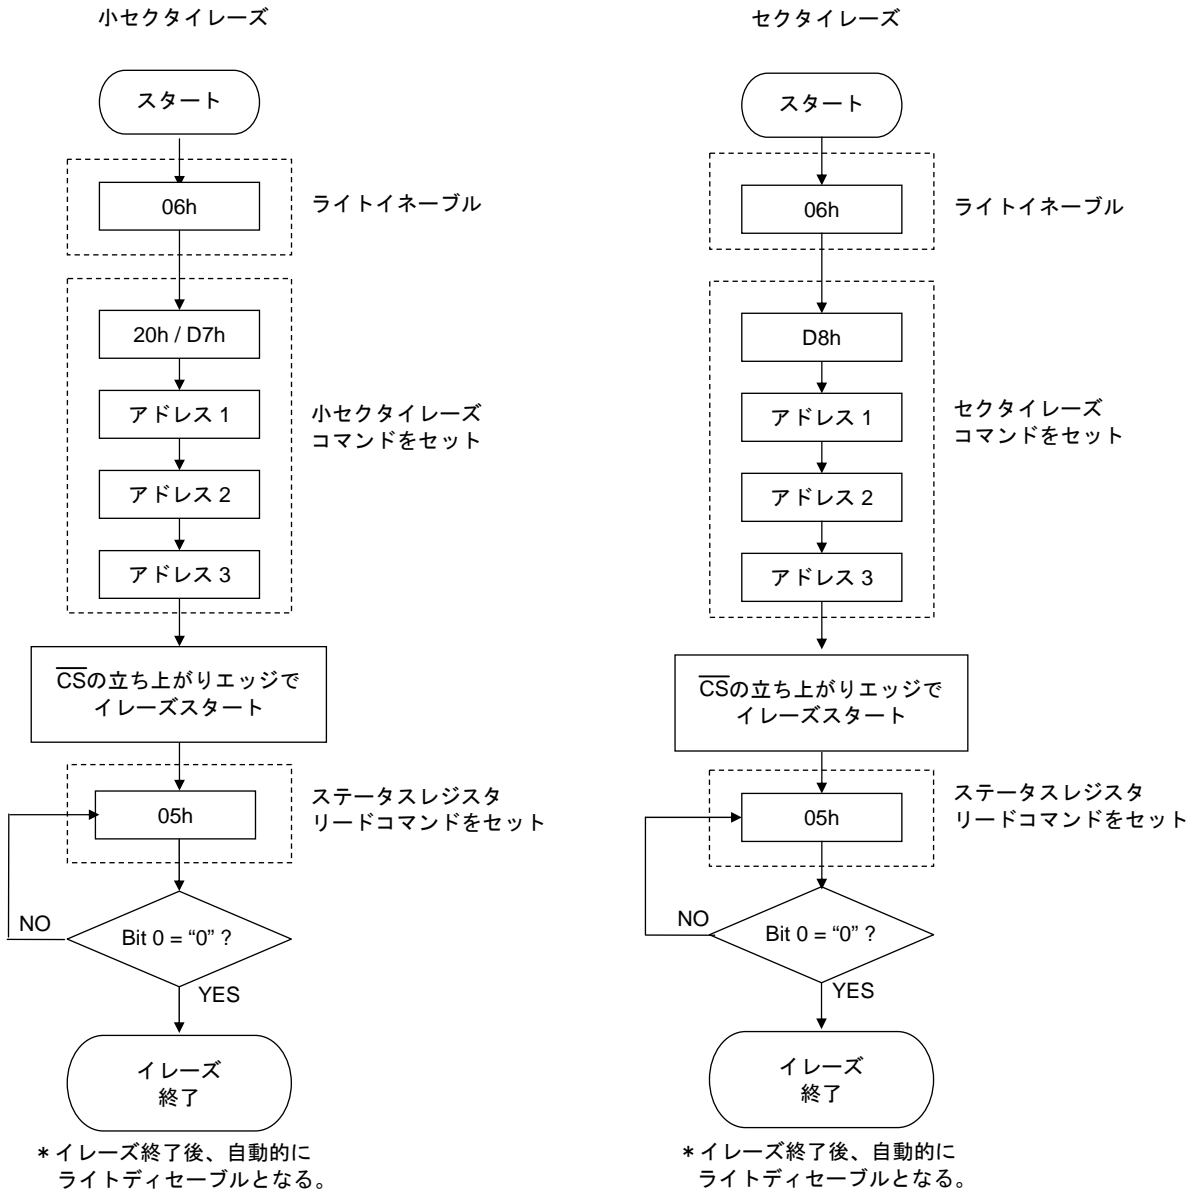 小セクタイレーズ
スタート
06h
ライトイネーブル
20h / D7h
アドレス 1
アドレス 2
アドレス 3
小セクタイレーズ
コマンドをセット
CSの立ち上がりエッジで
イレーズスタート
05h
ステータスレジスタ
リードコマンドをセット
NO
Bit 0 = “0” ?
YES
イレーズ
終了
* イレーズ終了後、自動的に
ライトディセーブルとなる。
セクタイレーズ
スタート
06h
ライトイネーブル
D8h
アドレス 1
アドレス 2
アドレス 3
セクタイレーズ
コマンドをセット
CSの立ち上がりエッジで
イレーズスタート
05h
ステータスレジスタ
リードコマンドをセット
NO
Bit 0 = “0” ?
YES
イレーズ
終了
* イレーズ終了後、自動的に
ライトディセーブルとなる。